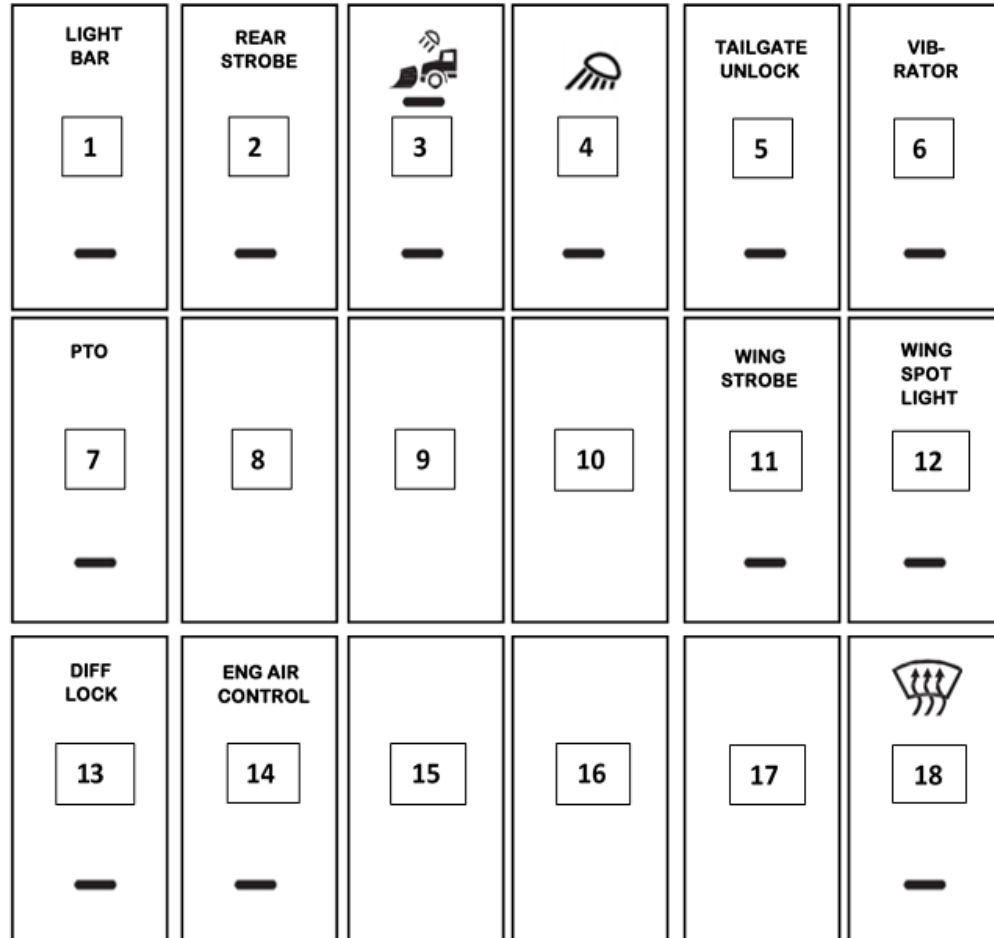 LIGHT
BAR
1
REAR
STROBE
2
3
4
TAILGATE
UNLOCK
5
VIB-
RATOR
6
PTO
7
8
9
10
WING
STROBE
11
WING
SPOT
LIGHT
12
DIFF
LOCK
13
ENG AIR
CONTROL
14
15
16
17
18